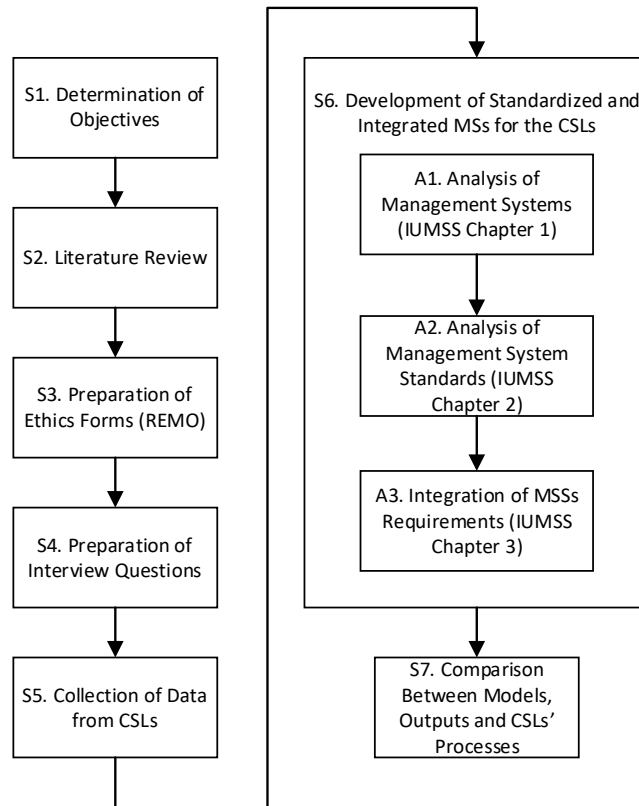 S1. Determination of
Objectives
S2. Literature Review
S3. Preparation of
Ethics Forms (REMO)
S4. Preparation of
Interview Questions
S5. Collection of Data
from CSLs
S6. Development of Standardized and
Integrated MSs for the CSLs
A1. Analysis of
Management Systems
(IUMSS Chapter 1)
A2. Analysis of
Management System
Standards (IUMSS
Chapter 2)
A3. Integration of MSSs
Requirements (IUMSS
Chapter 3)
S7. Comparison
Between Models,
Outputs and CSLs’
Processes